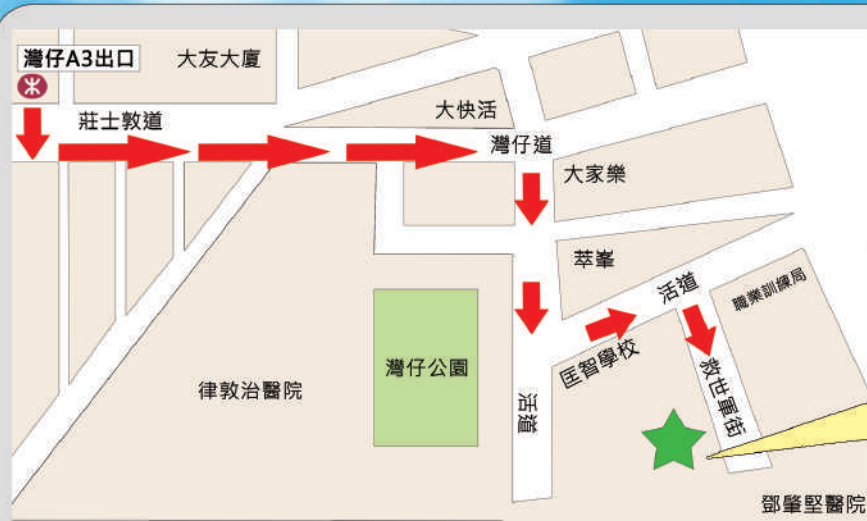 灣仔A3出口
大友大廈
莊士敦道
大快活
灣仔道
大家樂
萃峯
活道
職業訓練局
匡智學校
灣仔公園
律敦治醫院
活道
救世軍街
鄧肇堅醫院